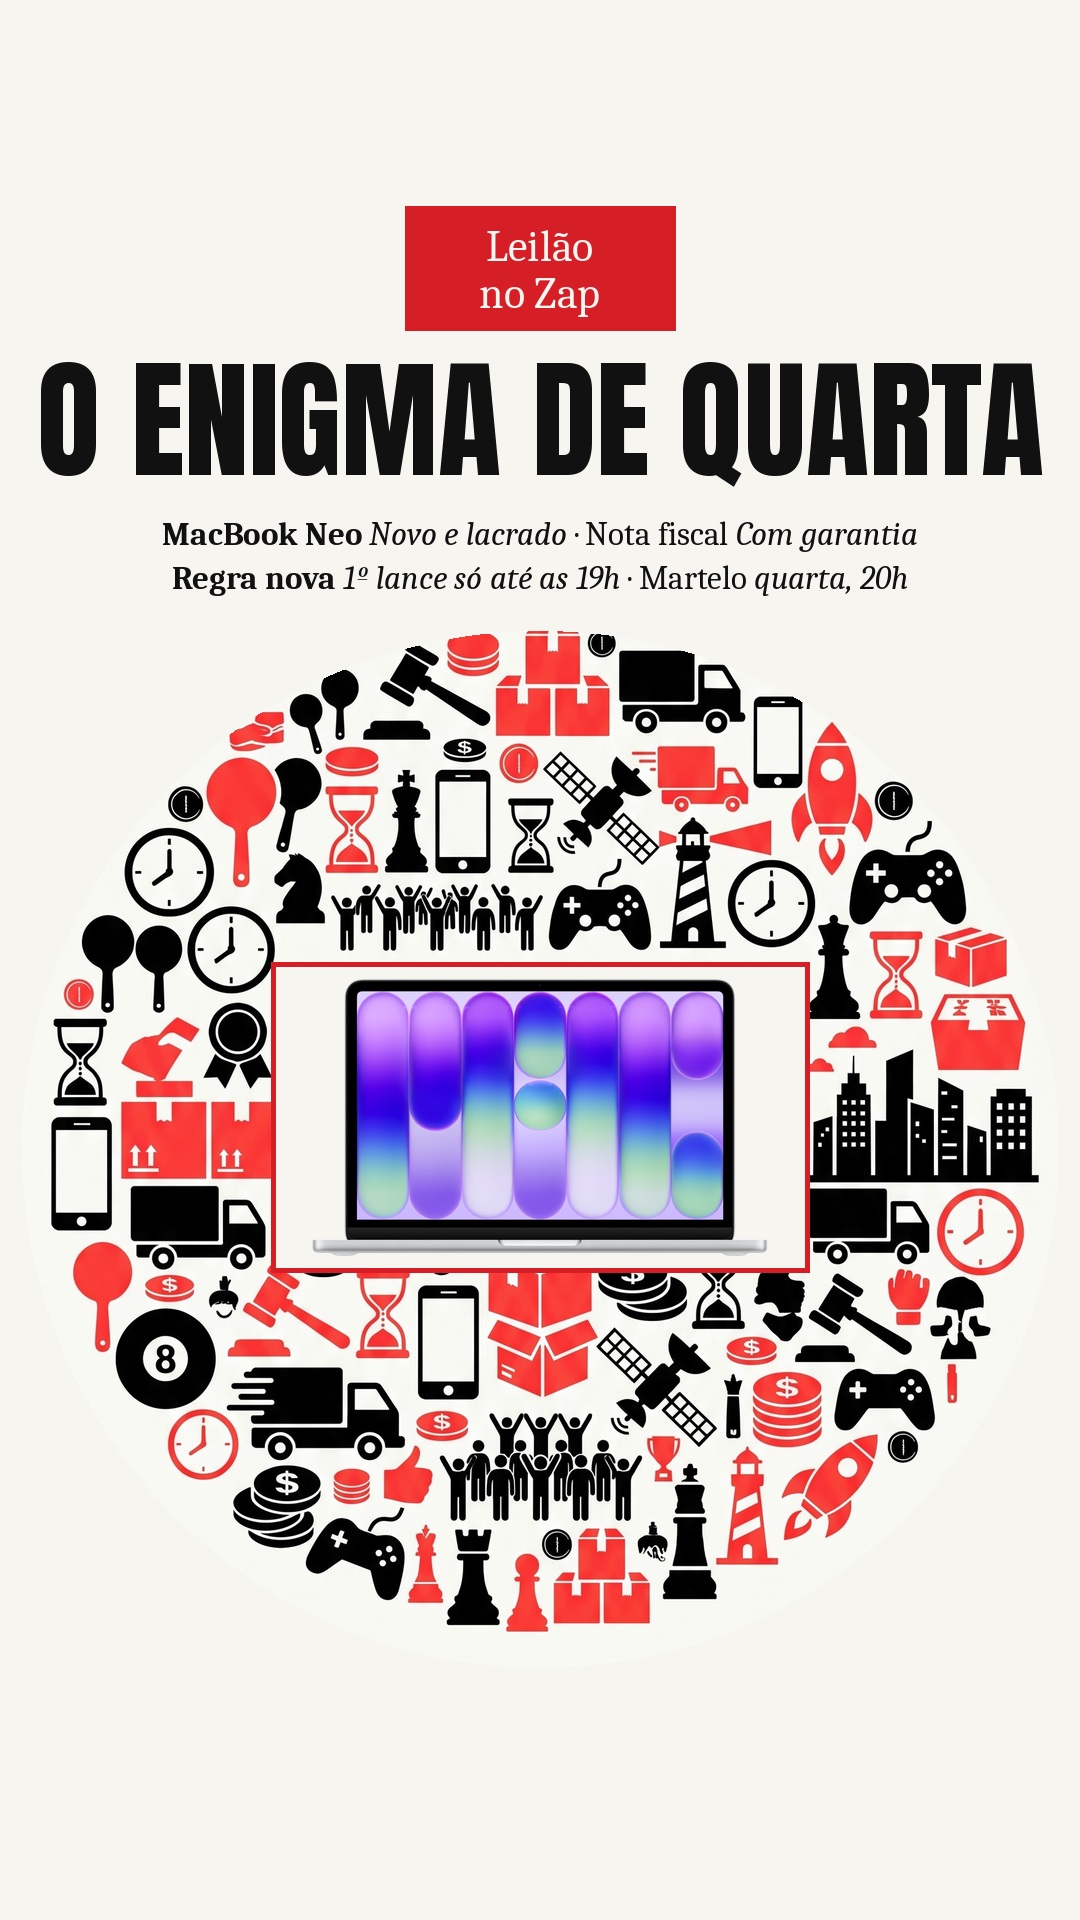 Leilão
no Zap
O ENIGMA DE QUARTA
MacBook Neo Novo e lacrado · Nota fiscal Com garantia
Regra nova 1º lance só até as 19h · Martelo quarta, 20h
$
$
8
$
$
$
$
$